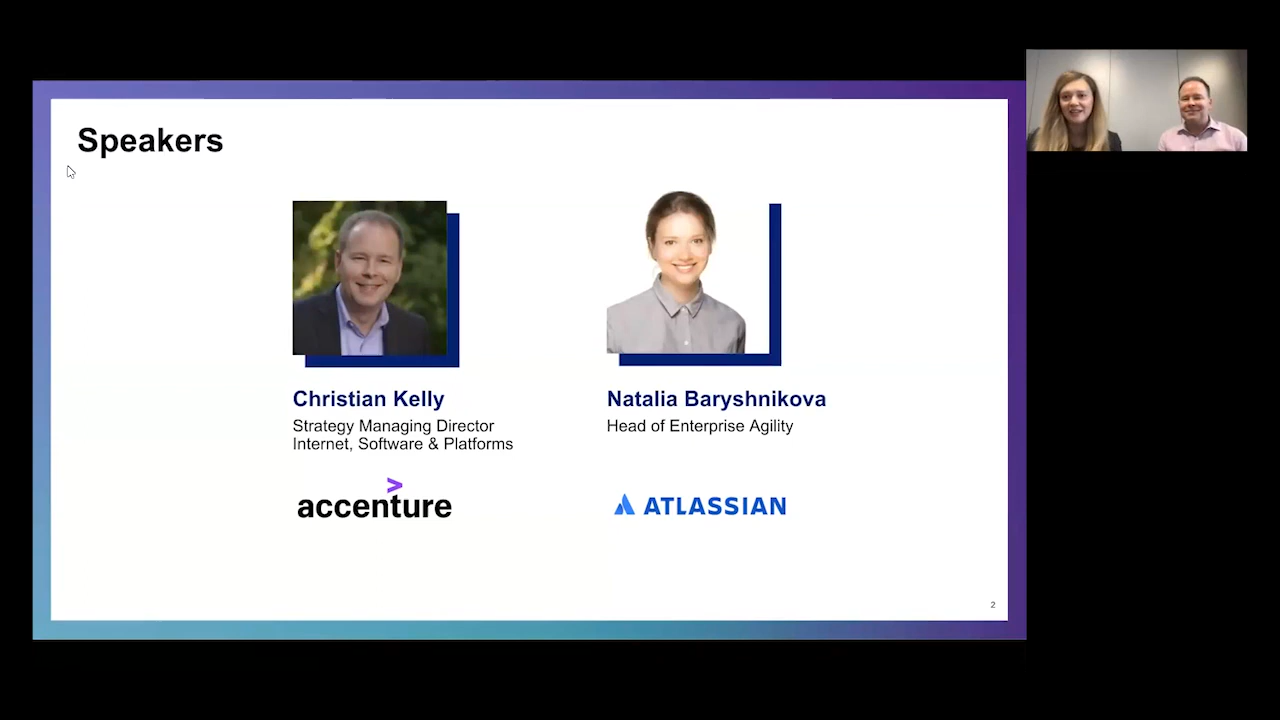 Speakers
Christian Kelly
Strategy Managing Director
Internet, Software & Platforms
accenture
Natalia Baryshnikova
Head of Enterprise Agility
ATLASSIAN
2